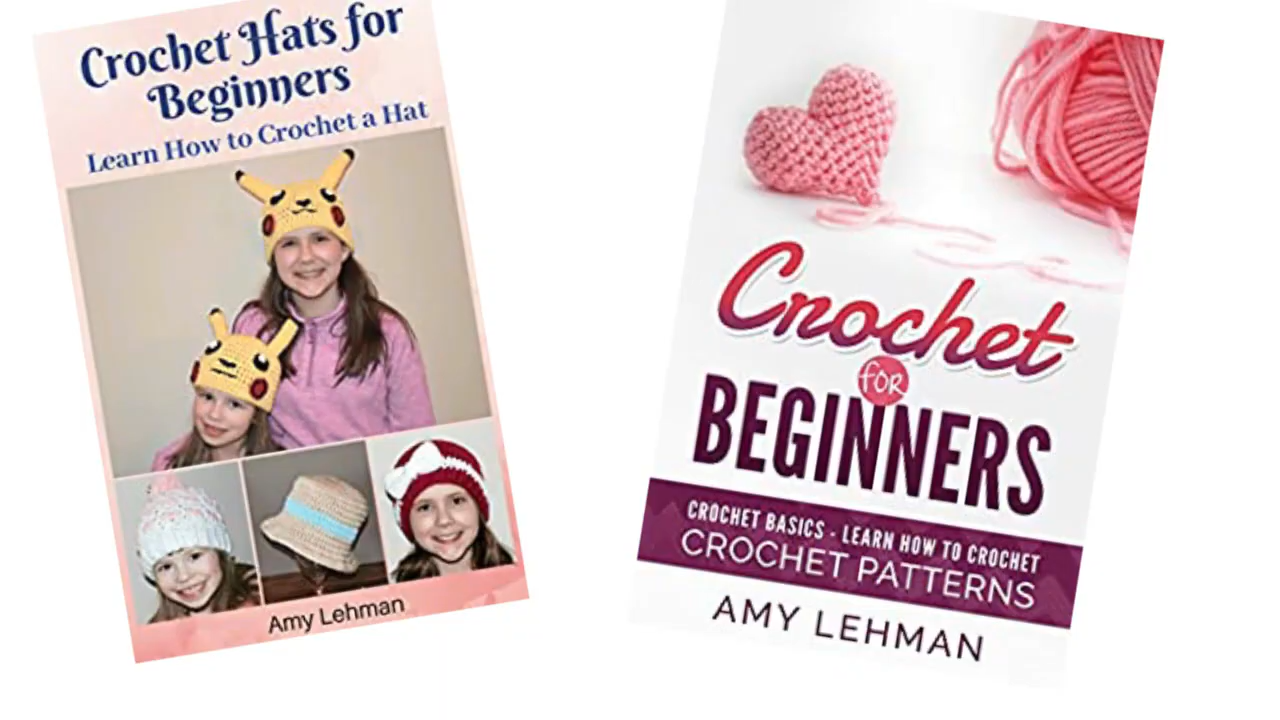 Crochet Hats for
Beginners
Learn How to Crochet a Hat
Amy Lehman
Crochet
for
BEGINNERS
CROCHET BASICS - LEARN HOW TO CROCHET
CROCHET PATTERNS
AMY LEHMAN